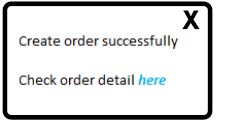 X
Create order successfully
Check order detail here